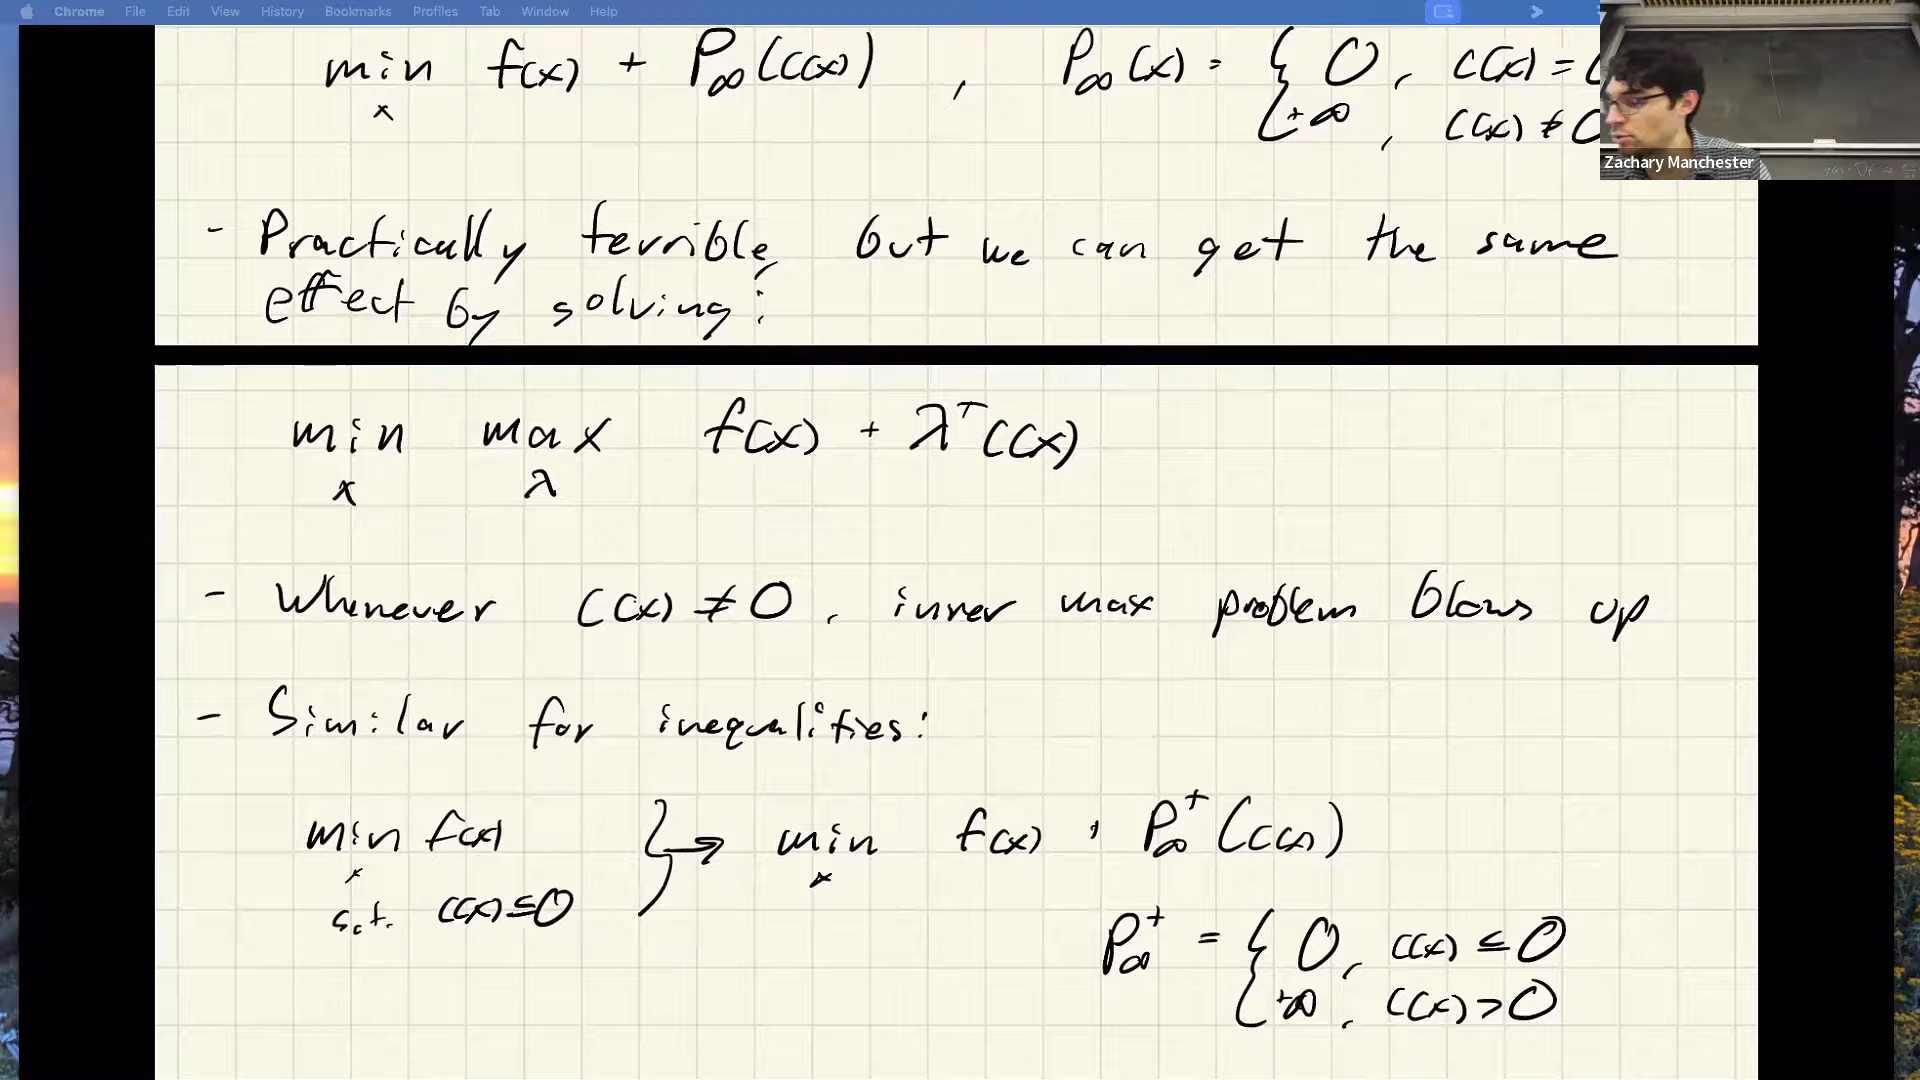 Chrome File Edit View History Bookmarks Profiles Tab Window Help
min f(x) + P∞(c(x)) , P∞(x) = { 0, c(x) = 0
x +∞, c(x) ≠ 0
Zachary Manchester
- Practically terrible, but we can get the same
effect by solving:
min max f(x) + λᵀc(x)
x λ
- Whenever c(x) ≠ 0, inner max problem blows up
- Similar for inequalities:
min f(x) } → min f(x) + P∞⁺(c(x))
x x
s.t. c(x) ≤ 0
P∞⁺ = { 0, c(x) ≤ 0
+∞, c(x) > 0